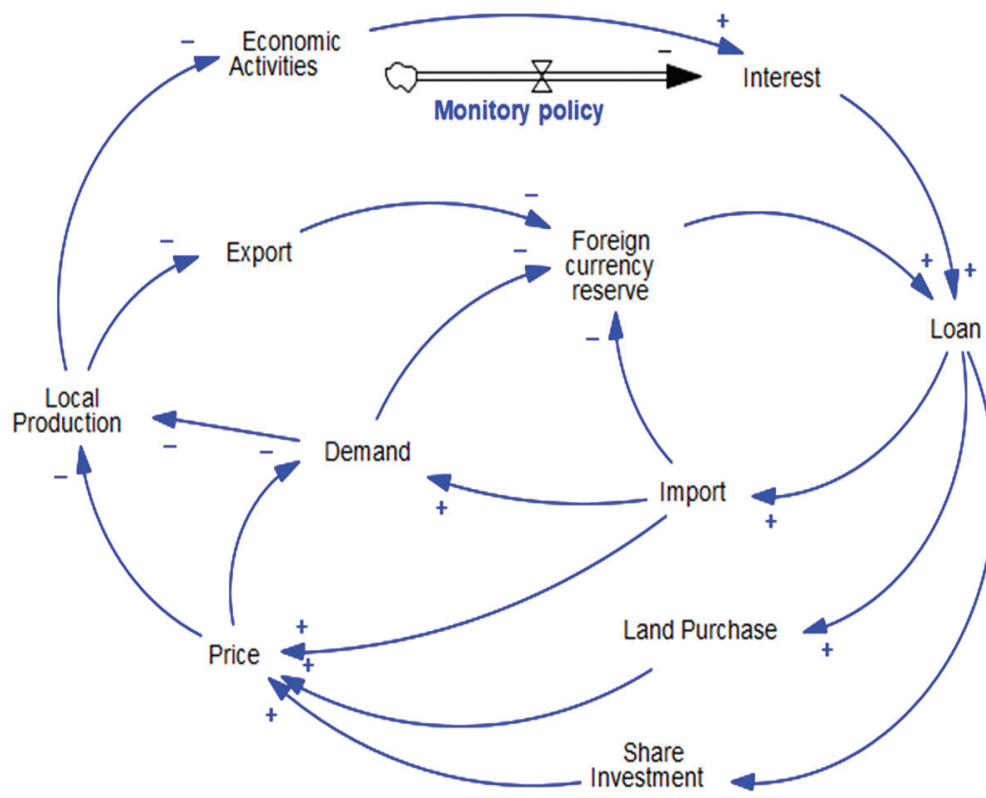 Economic
Activities
Interest
Monitory policy
Export
Foreign
currency
reserve
Loan
Local
Production
Demand
Import
Land Purchase
Price
Share
Investment
−
+
−
−
−
−
+
+
−
−
−
−
+
+
+
+
+
+